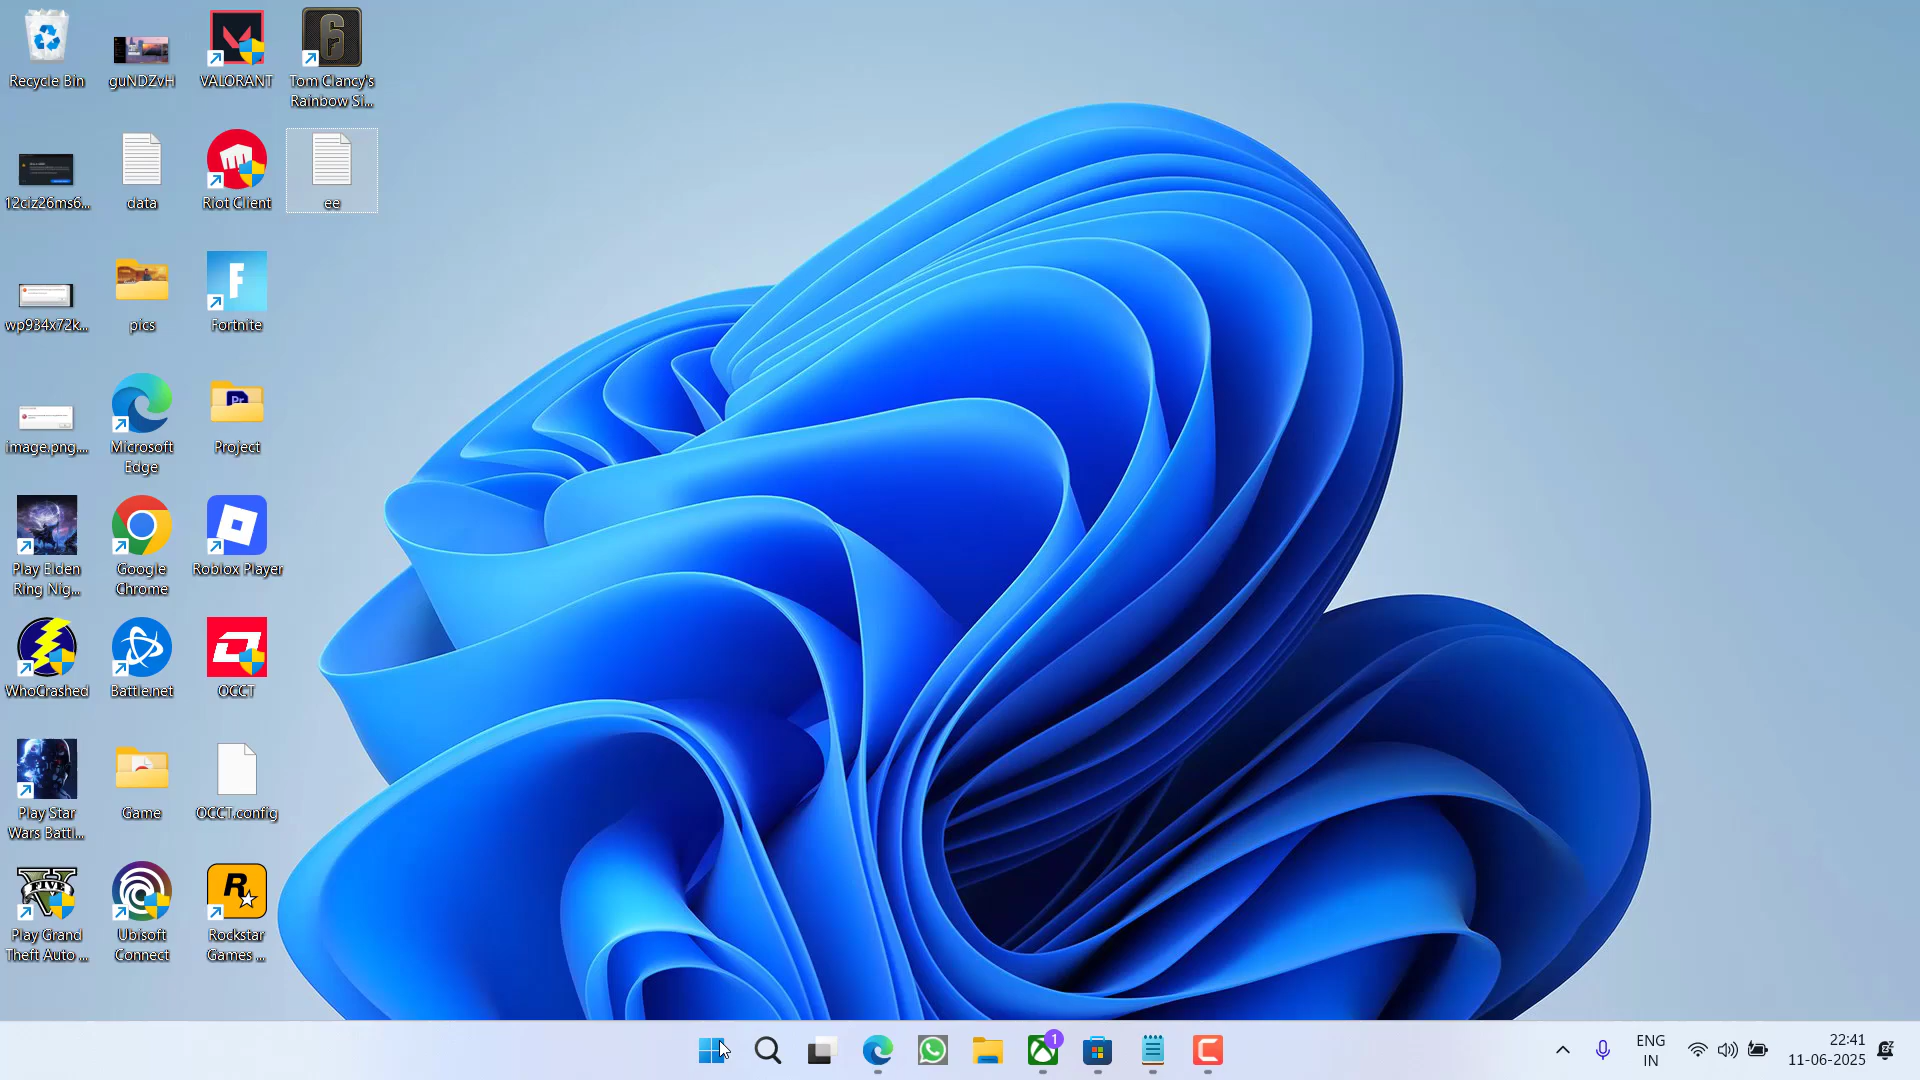 Recycle Bin
guNDZvH
VALORANT
Tom Clancy's
Rainbow Si...
12ciz26ms6...
data
Riot Client
ee
wp934x72k...
pics
Fortnite
image.png....
Microsoft
Edge
Project
Play Elden
Ring Nig...
Google
Chrome
Roblox Player
WhoCrashed
Battle.net
OCCT
Play Star
Wars Battl...
Game
OCCT.config
Play Grand
Theft Auto ...
Ubisoft
Connect
Rockstar
Games ...
1
ENG
IN
22:41
11-06-2025